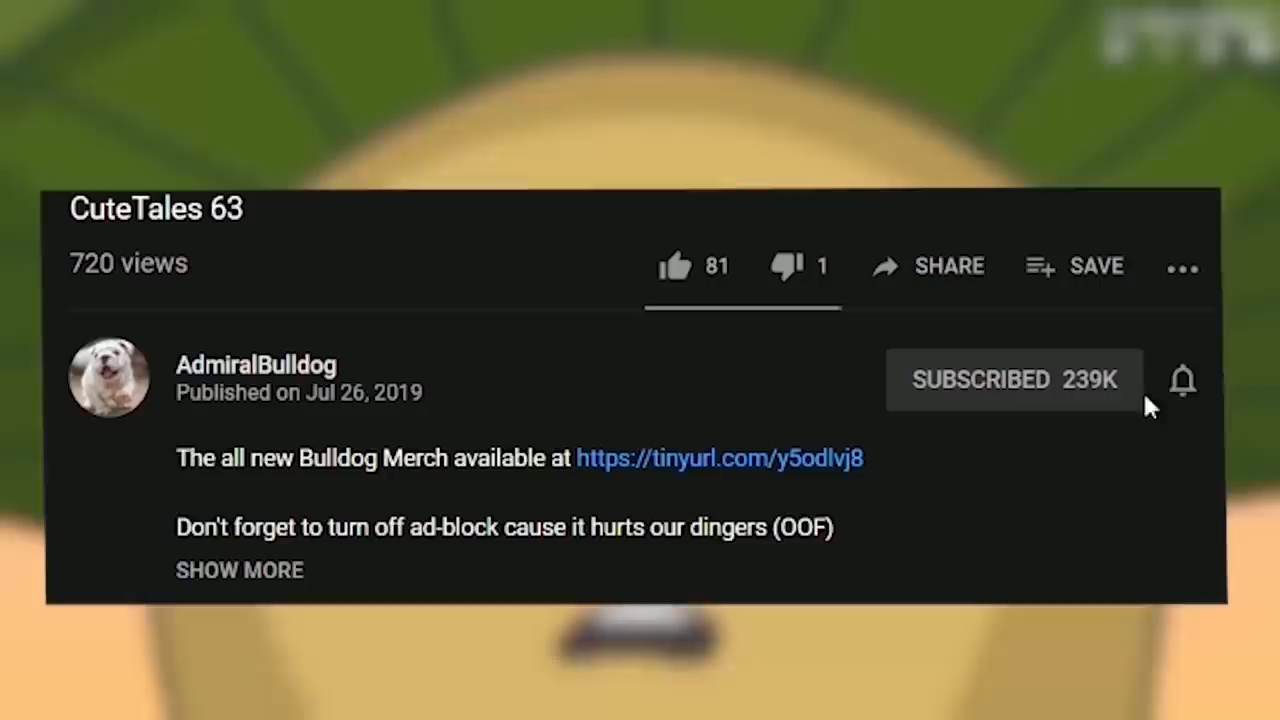 CuteTales 63
720 views
81 1 SHARE SAVE
AdmiralBulldog
Published on Jul 26, 2019
SUBSCRIBED 239K
The all new Bulldog Merch available at https://tinyurl.com/y5odlvj8
Don't forget to turn off ad-block cause it hurts our dingers (OOF)
SHOW MORE